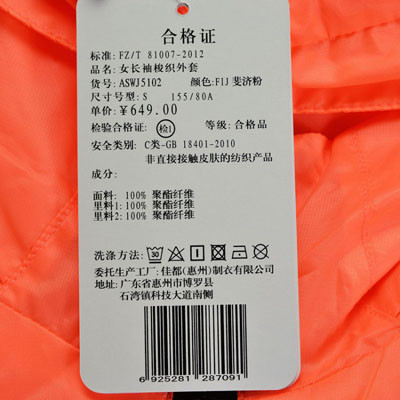 合格证
标准: FZ/T 81007-2012
品名: 女长袖梭织外套
货号: ASWJ5102 颜色: F1J 斐济粉
尺寸号型: S 155/80A
单价: ¥649.00
检验合格证: 检1 等级: 合格品
安全类别: C类-GB 18401-2010
非直接接触皮肤的纺织产品
成分:
面料: 100% 聚酯纤维
里料1: 100% 聚酯纤维
里料2: 100% 聚酯纤维
洗涤方法: 30
委托生产工厂: 佳都(惠州)制衣有限公司
地址: 广东省惠州市博罗县
石湾镇科技大道南侧
6 925281 287091